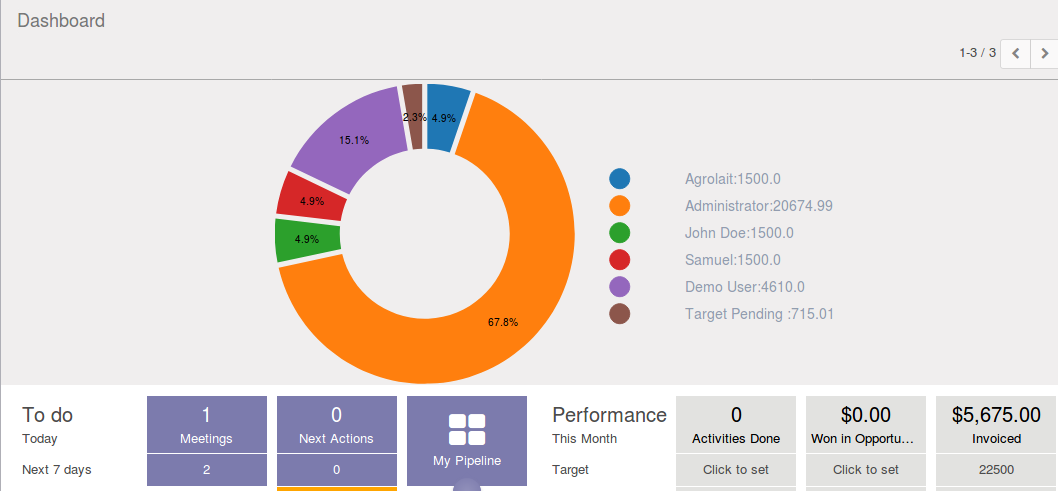 Dashboard
1-3 / 3
2.3%
4.9%
15.1%
4.9%
4.9%
67.8%
Agrolait:1500.0
Administrator:20674.99
John Doe:1500.0
Samuel:1500.0
Demo User:4610.0
Target Pending :715.01
To do
Today
Next 7 days
1
Meetings
2
0
Next Actions
0
My Pipeline
Performance
This Month
Target
0
Activities Done
Click to set
$0.00
Won in Opportu…
Click to set
$5,675.00
Invoiced
22500